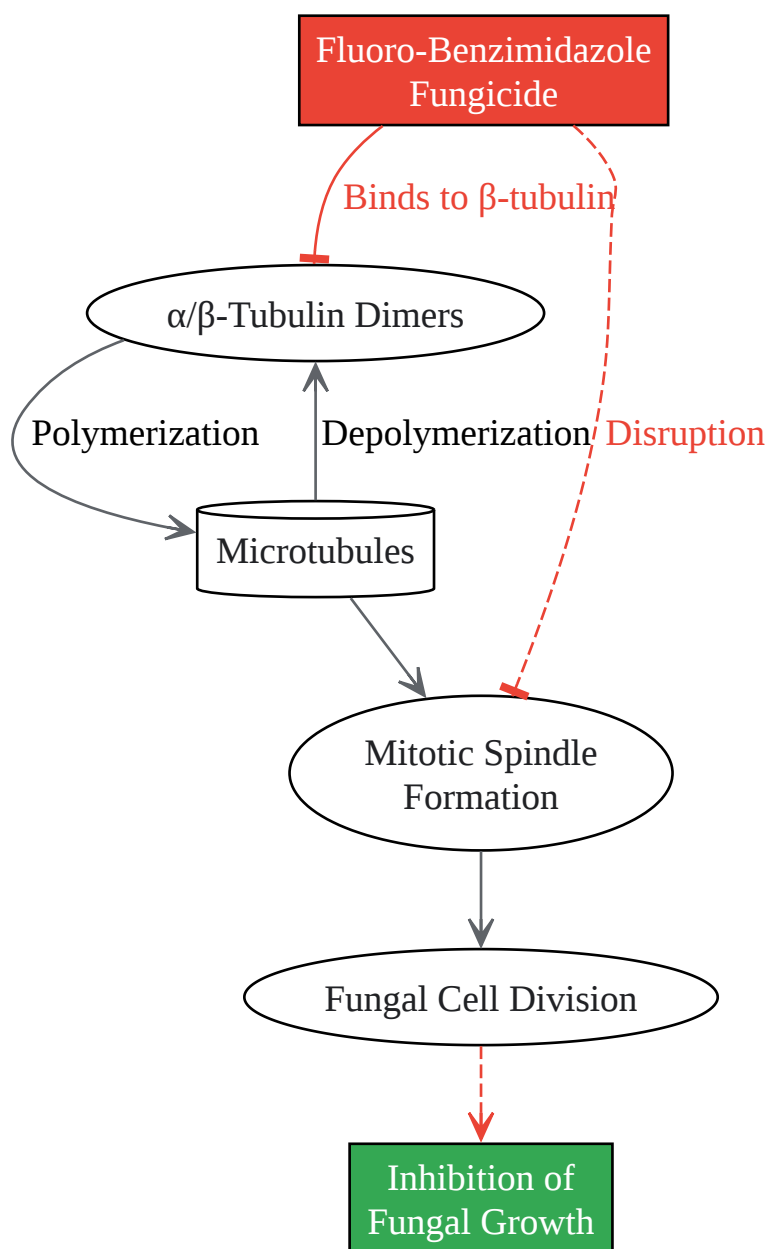 Fluoro-Benzimidazole
Fungicide
Binds to β-tubulin
α/β-Tubulin Dimers
Polymerization
Depolymerization
Disruption
Microtubules
Mitotic Spindle
Formation
Fungal Cell Division
Inhibition of
Fungal Growth